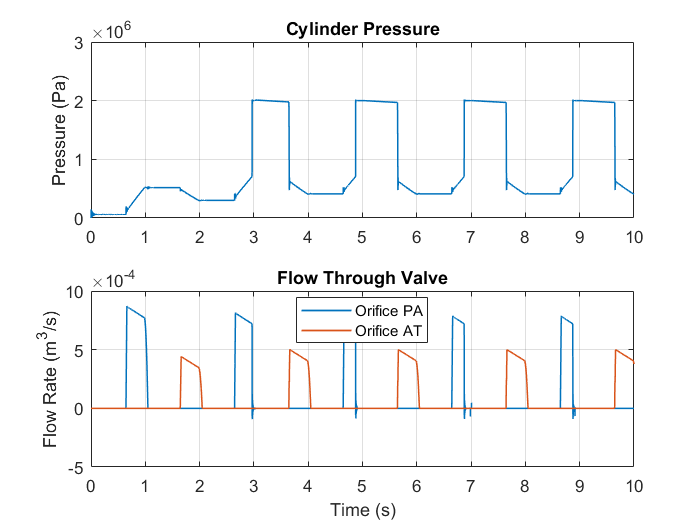 Cylinder Pressure
×10^6
3
2
1
0
Pressure (Pa)
0 1 2 3 4 5 6 7 8 9 10
Flow Through Valve
×10^-4
10
5
0
-5
Flow Rate (m^3/s)
Orifice PA
Orifice AT
0 1 2 3 4 5 6 7 8 9 10
Time (s)